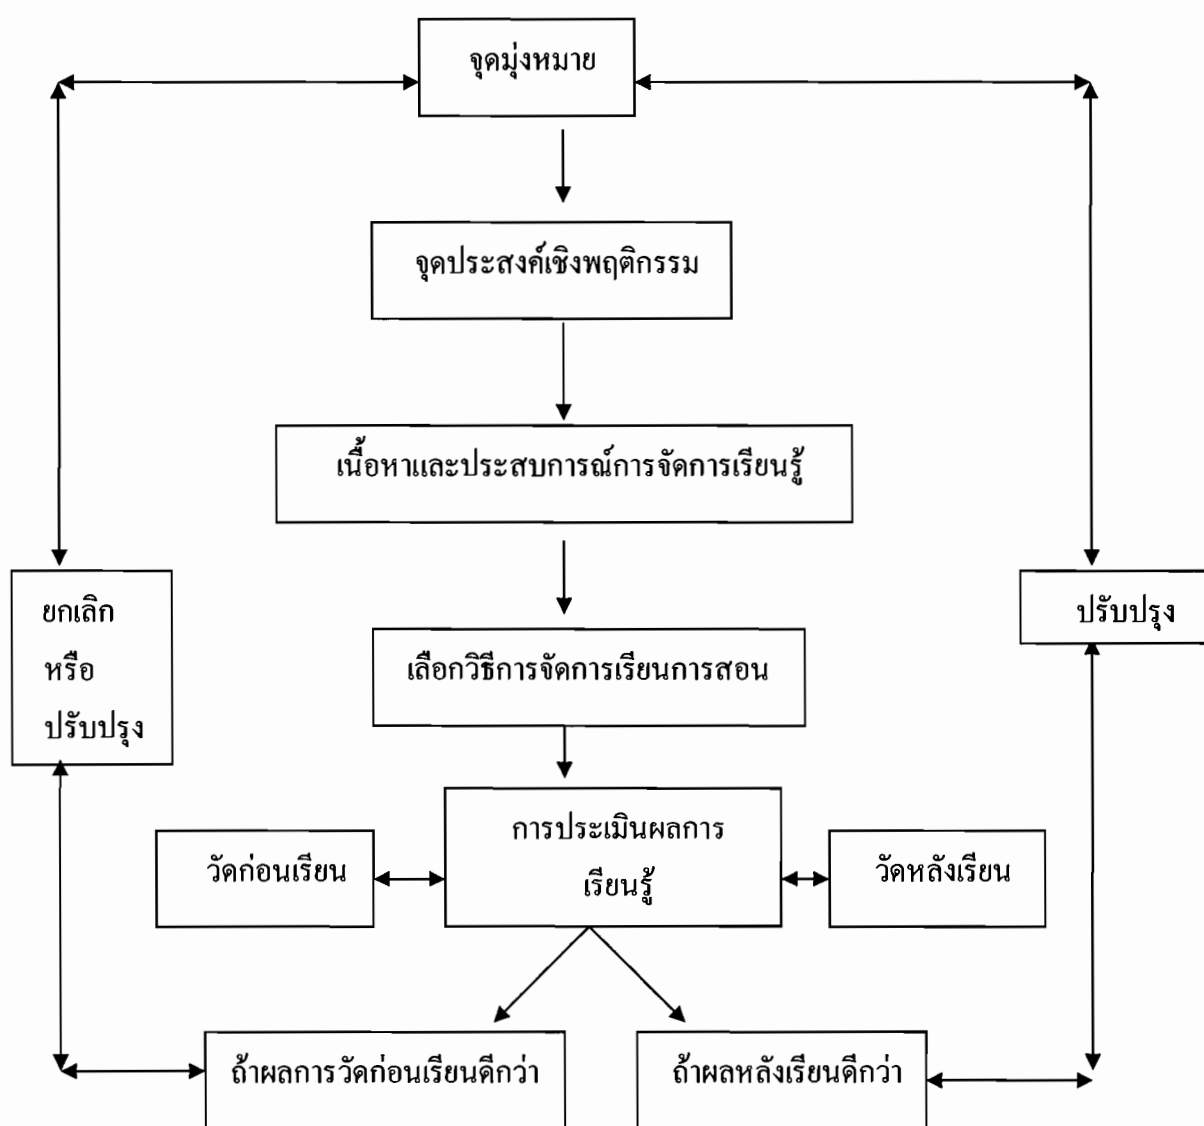 จุดมุ่งหมาย
จุดประสงค์เชิงพฤติกรรม
เนื้อหาและประสบการณ์การจัดการเรียนรู้
ยกเลิก
หรือ
ปรับปรุง
ปรับปรุง
เลือกวิธีการจัดการเรียนการสอน
การประเมินผลการ
เรียนรู้
วัดก่อนเรียน
วัดหลังเรียน
ถ้าผลการวัดก่อนเรียนดีกว่า
ถ้าผลหลังเรียนดีกว่า